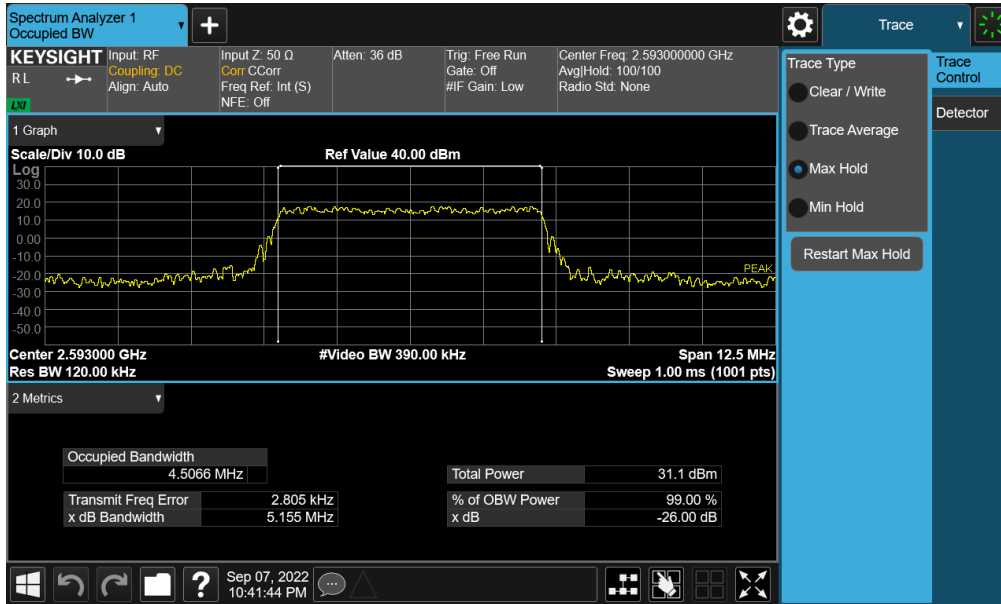 Spectrum Analyzer 1
Occupied BW
Trace
KEYSIGHT
R L
LXI
Input: RF
Coupling: DC
Align: Auto
Input Z: 50 Ω
Corr CCorr
Freq Ref: Int (S)
NFE: Off
Atten: 36 dB
Trig: Free Run
Gate: Off
#IF Gain: Low
Center Freq: 2.593000000 GHz
Avg|Hold: 100/100
Radio Std: None
1 Graph
Scale/Div 10.0 dB
Ref Value 40.00 dBm
Log
30.0
20.0
10.0
0.00
-10.0
-20.0
-30.0
-40.0
-50.0
PEAK
Center 2.593000 GHz
#Video BW 390.00 kHz
Span 12.5 MHz
Res BW 120.00 kHz
Sweep 1.00 ms (1001 pts)
2 Metrics
Occupied Bandwidth
4.5066 MHz
Total Power 31.1 dBm
Transmit Freq Error 2.805 kHz
% of OBW Power 99.00 %
x dB Bandwidth 5.155 MHz
x dB -26.00 dB
Sep 07, 2022
10:41:44 PM
Trace Type
Clear / Write
Trace Average
Max Hold
Min Hold
Restart Max Hold
Trace
Control
Detector